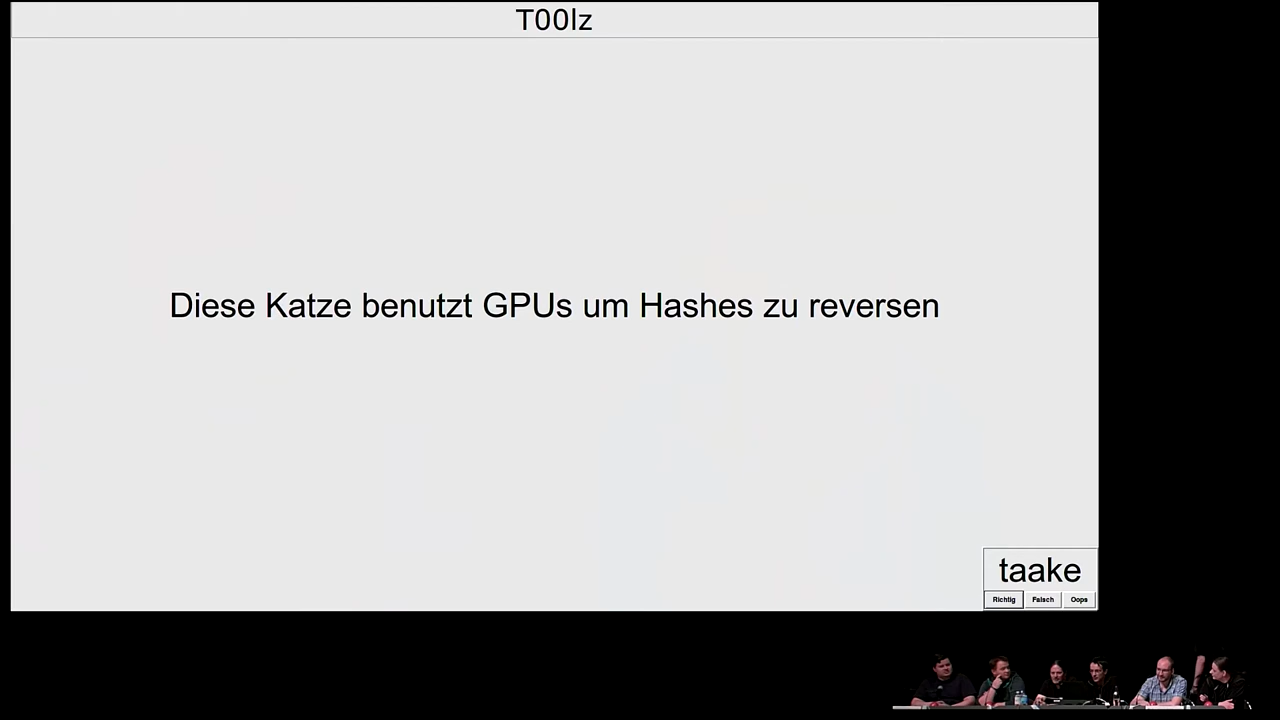 T00lz
Diese Katze benutzt GPUs um Hashes zu reversen
taake
Richtig Falsch Oops